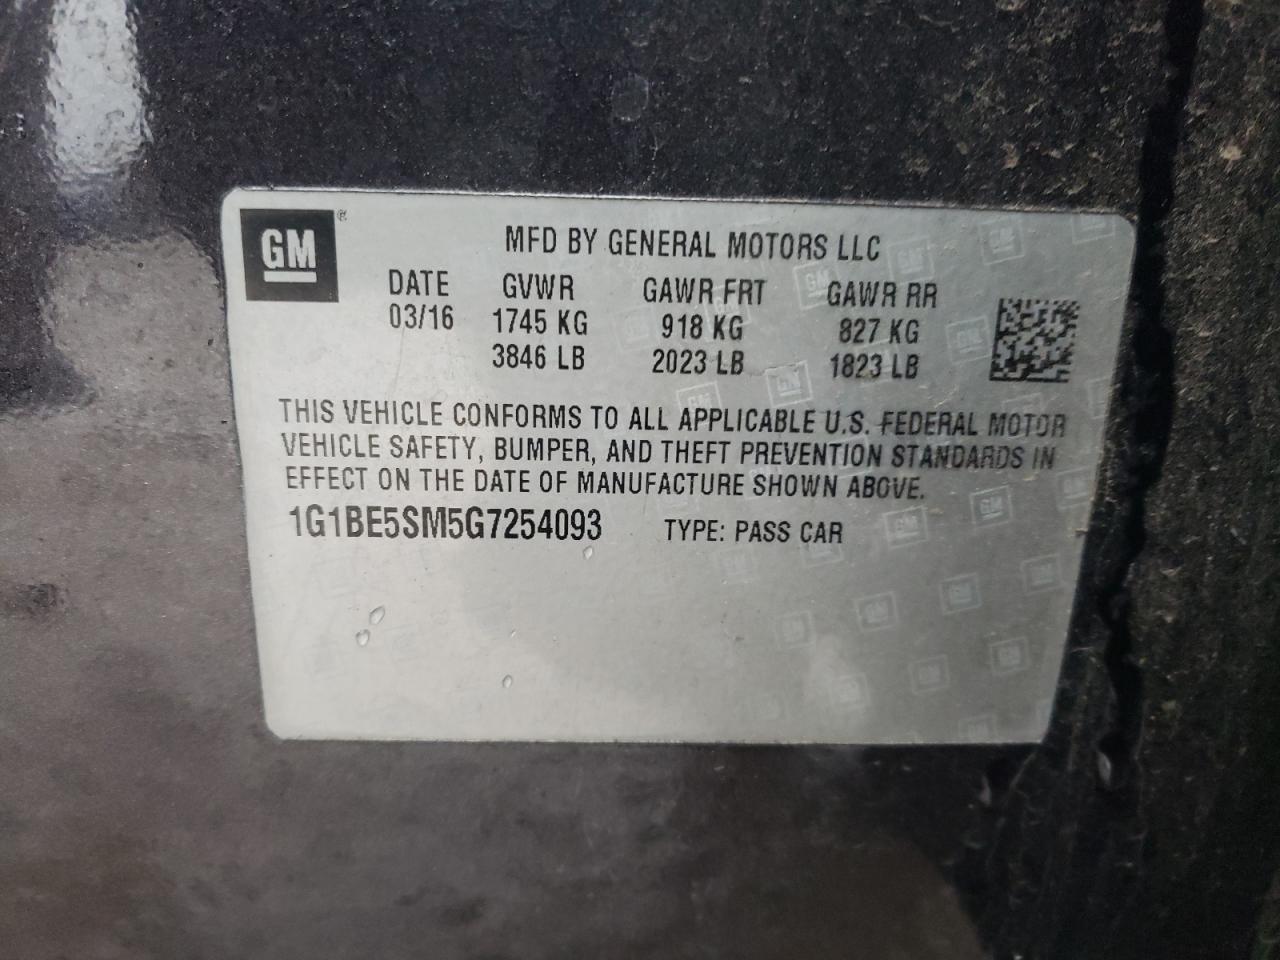 GM ®
MFD BY GENERAL MOTORS LLC
DATE GVWR GAWR FRT GAWR RR
03/16 1745 KG 918 KG 827 KG
3846 LB 2023 LB 1823 LB
THIS VEHICLE CONFORMS TO ALL APPLICABLE U.S. FEDERAL MOTOR
VEHICLE SAFETY, BUMPER, AND THEFT PREVENTION STANDARDS IN
EFFECT ON THE DATE OF MANUFACTURE SHOWN ABOVE.
1G1BE5SM5G7254093 TYPE: PASS CAR